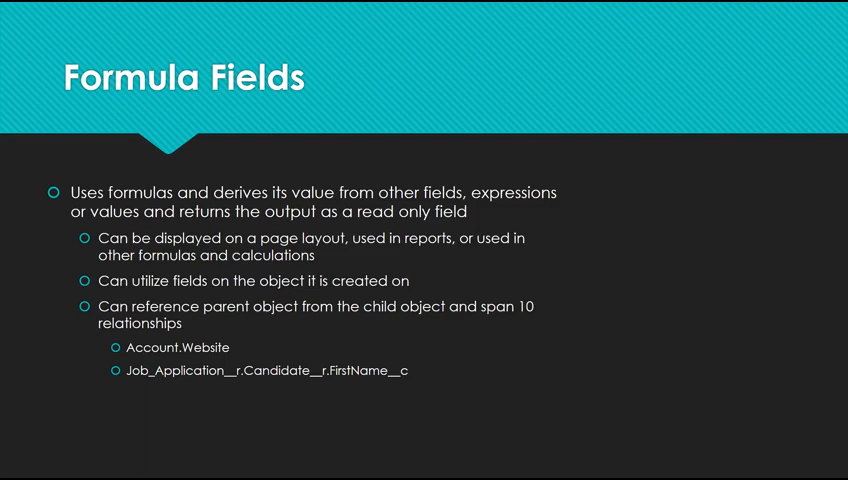 Formula Fields
Uses formulas and derives its value from other fields, expressions
or values and returns the output as a read only field
Can be displayed on a page layout, used in reports, or used in
other formulas and calculations
Can utilize fields on the object it is created on
Can reference parent object from the child object and span 10
relationships
Account.Website
Job_Application__r.Candidate__r.FirstName__c